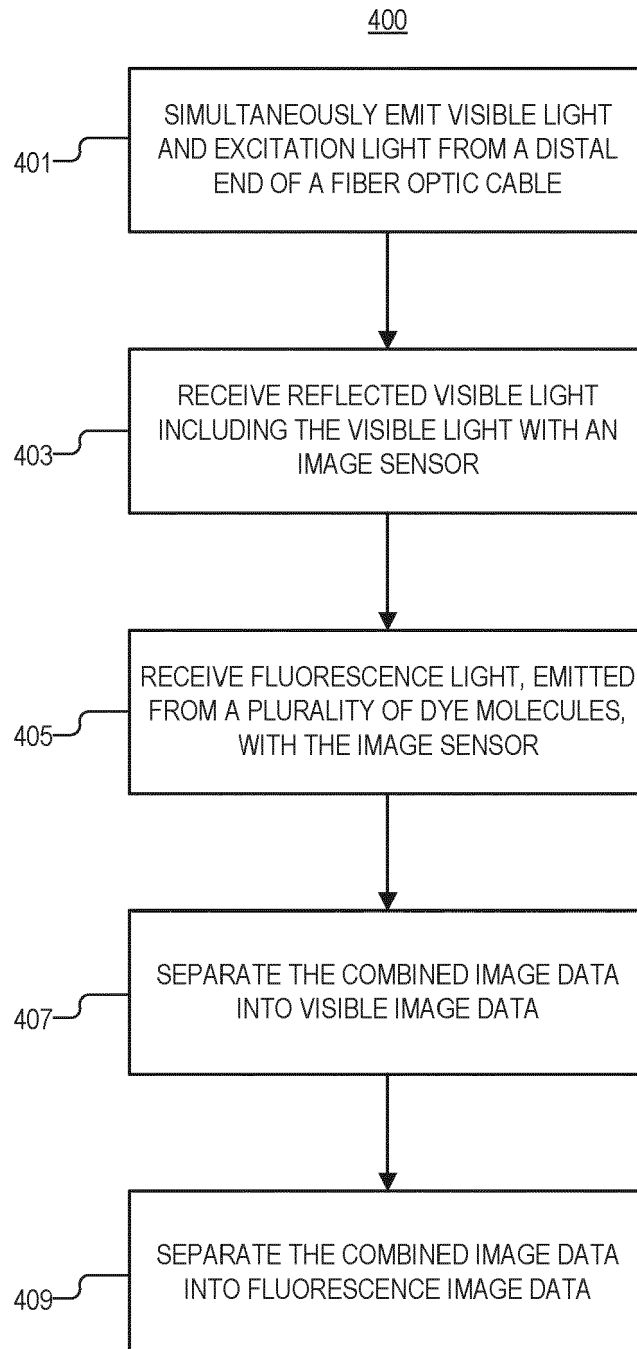 400
401
SIMULTANEOUSLY EMIT VISIBLE LIGHT
AND EXCITATION LIGHT FROM A DISTAL
END OF A FIBER OPTIC CABLE
403
RECEIVE REFLECTED VISIBLE LIGHT
INCLUDING THE VISIBLE LIGHT WITH AN
IMAGE SENSOR
405
RECEIVE FLUORESCENCE LIGHT, EMITTED
FROM A PLURALITY OF DYE MOLECULES,
WITH THE IMAGE SENSOR
407
SEPARATE THE COMBINED IMAGE DATA
INTO VISIBLE IMAGE DATA
409
SEPARATE THE COMBINED IMAGE DATA
INTO FLUORESCENCE IMAGE DATA